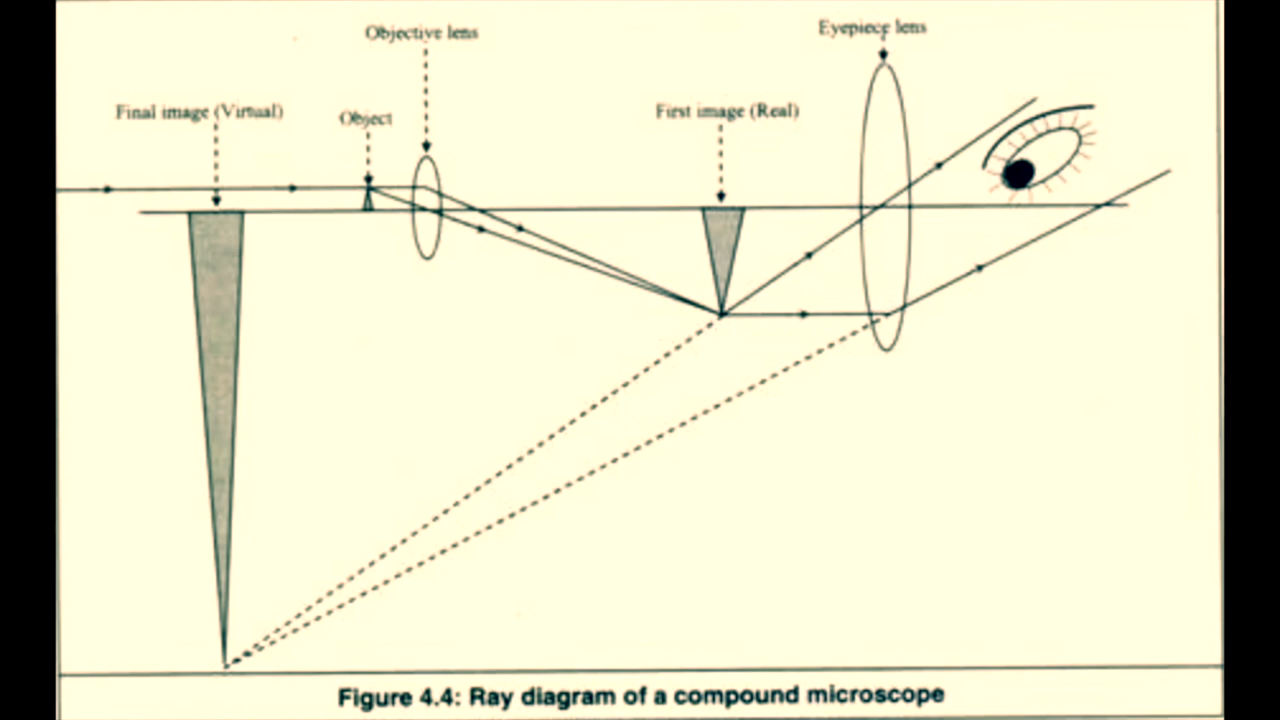 Objective lens
Eyepiece lens
Final image (Virtual)
Object
First image (Real)
Figure 4.4: Ray diagram of a compound microscope